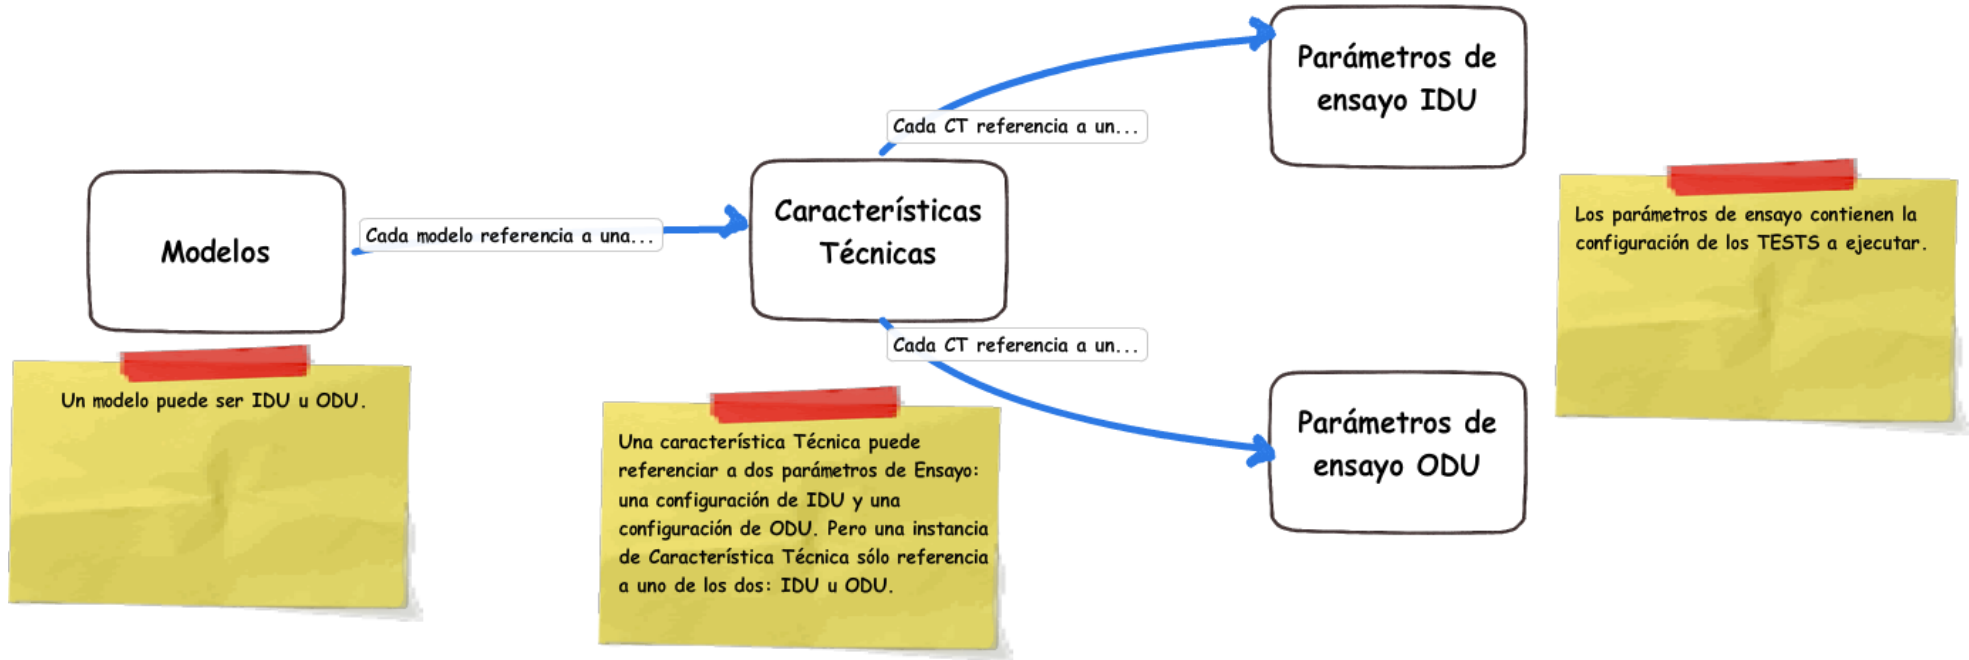 Parámetros de
ensayo IDU
Cada CT referencia a un...
Características
Técnicas
Cada modelo referencia a una...
Modelos
Los parámetros de ensayo contienen la
configuración de los TESTS a ejecutar.
Cada CT referencia a un...
Parámetros de
ensayo ODU
Un modelo puede ser IDU u ODU.
Una característica Técnica puede
referenciar a dos parámetros de Ensayo:
una configuración de IDU y una
configuración de ODU. Pero una instancia
de Característica Técnica sólo referencia
a uno de los dos: IDU u ODU.